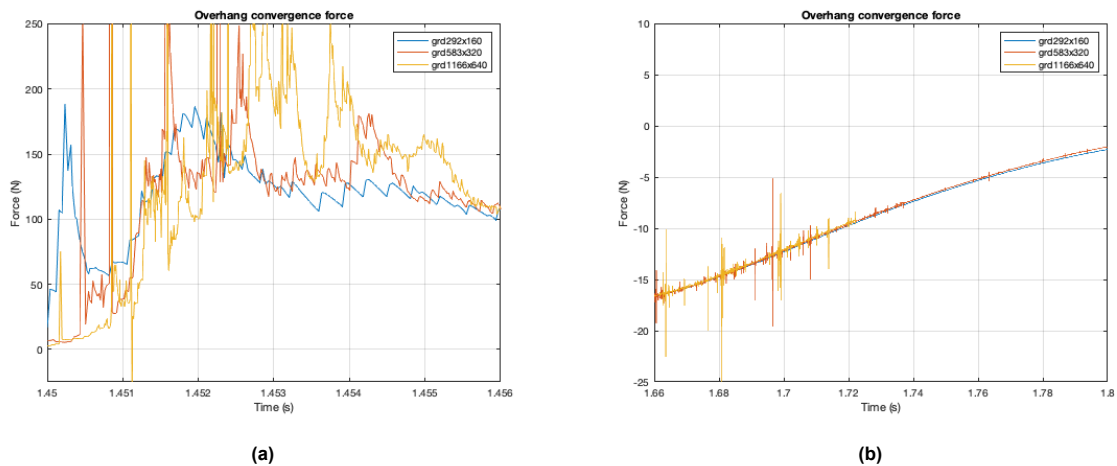 Overhang convergence force
250
200
150
100
50
0
Force (N)
1.45
1.451
1.452
1.453
1.454
1.455
1.456
Time (s)
grd292x160
grd583x320
grd1166x640
(a)
Overhang convergence force
10
5
0
-5
-10
-15
-20
-25
Force (N)
1.66
1.68
1.7
1.72
1.74
1.76
1.78
1.8
Time (s)
grd292x160
grd583x320
grd1166x640
(b)